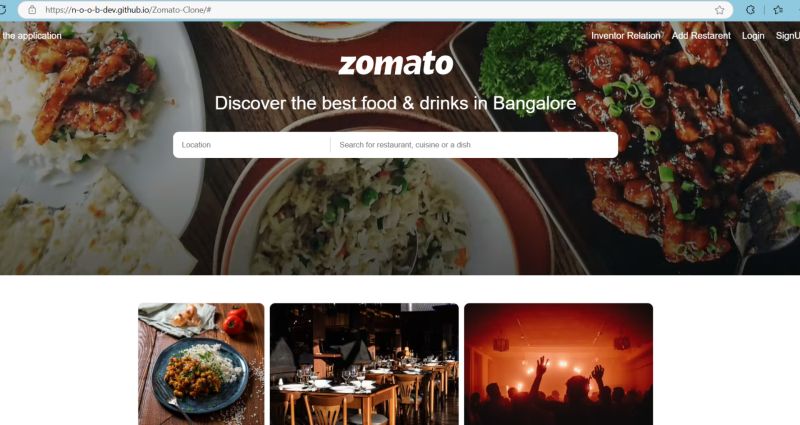 https://n-o-o-b-dev.github.io/Zomato-Clone/#
the application Inventor Relation Add Restarent Login SignU
zomato
Discover the best food & drinks in Bangalore
Location Search for restaurant, cuisine or a dish